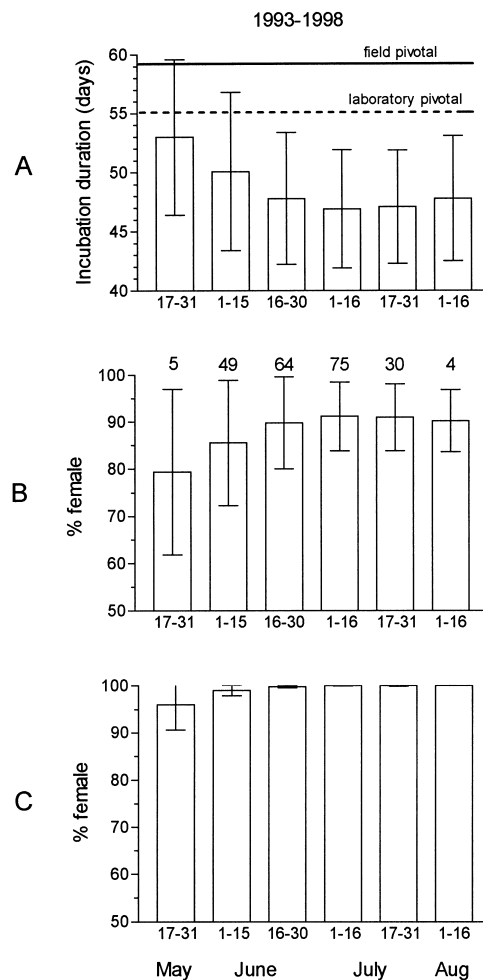 1993-1998
A
Incubation duration (days)
60
55
50
45
40
field pivotal
laboratory pivotal
17-31 1-15 16-30 1-16 17-31 1-16
B
% female
5 49 64 75 30 4
100
90
80
70
60
50
17-31 1-15 16-30 1-16 17-31 1-16
C
% female
100
90
80
70
60
50
17-31 1-15 16-30 1-16 17-31 1-16
May June July Aug